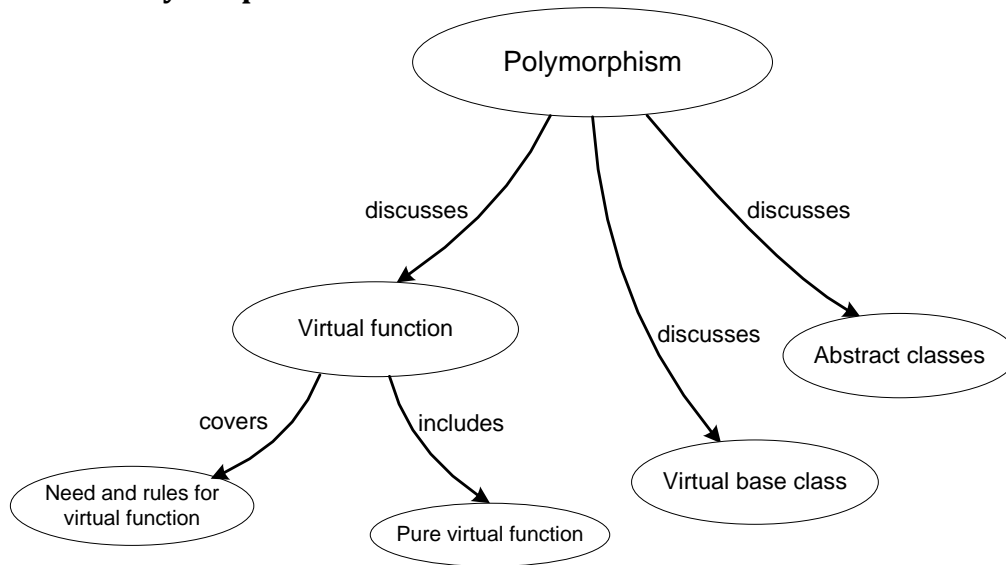 Polymorphism
discusses
discusses
Virtual function
discusses
Abstract classes
covers
includes
Virtual base class
Need and rules for
virtual function
Pure virtual function